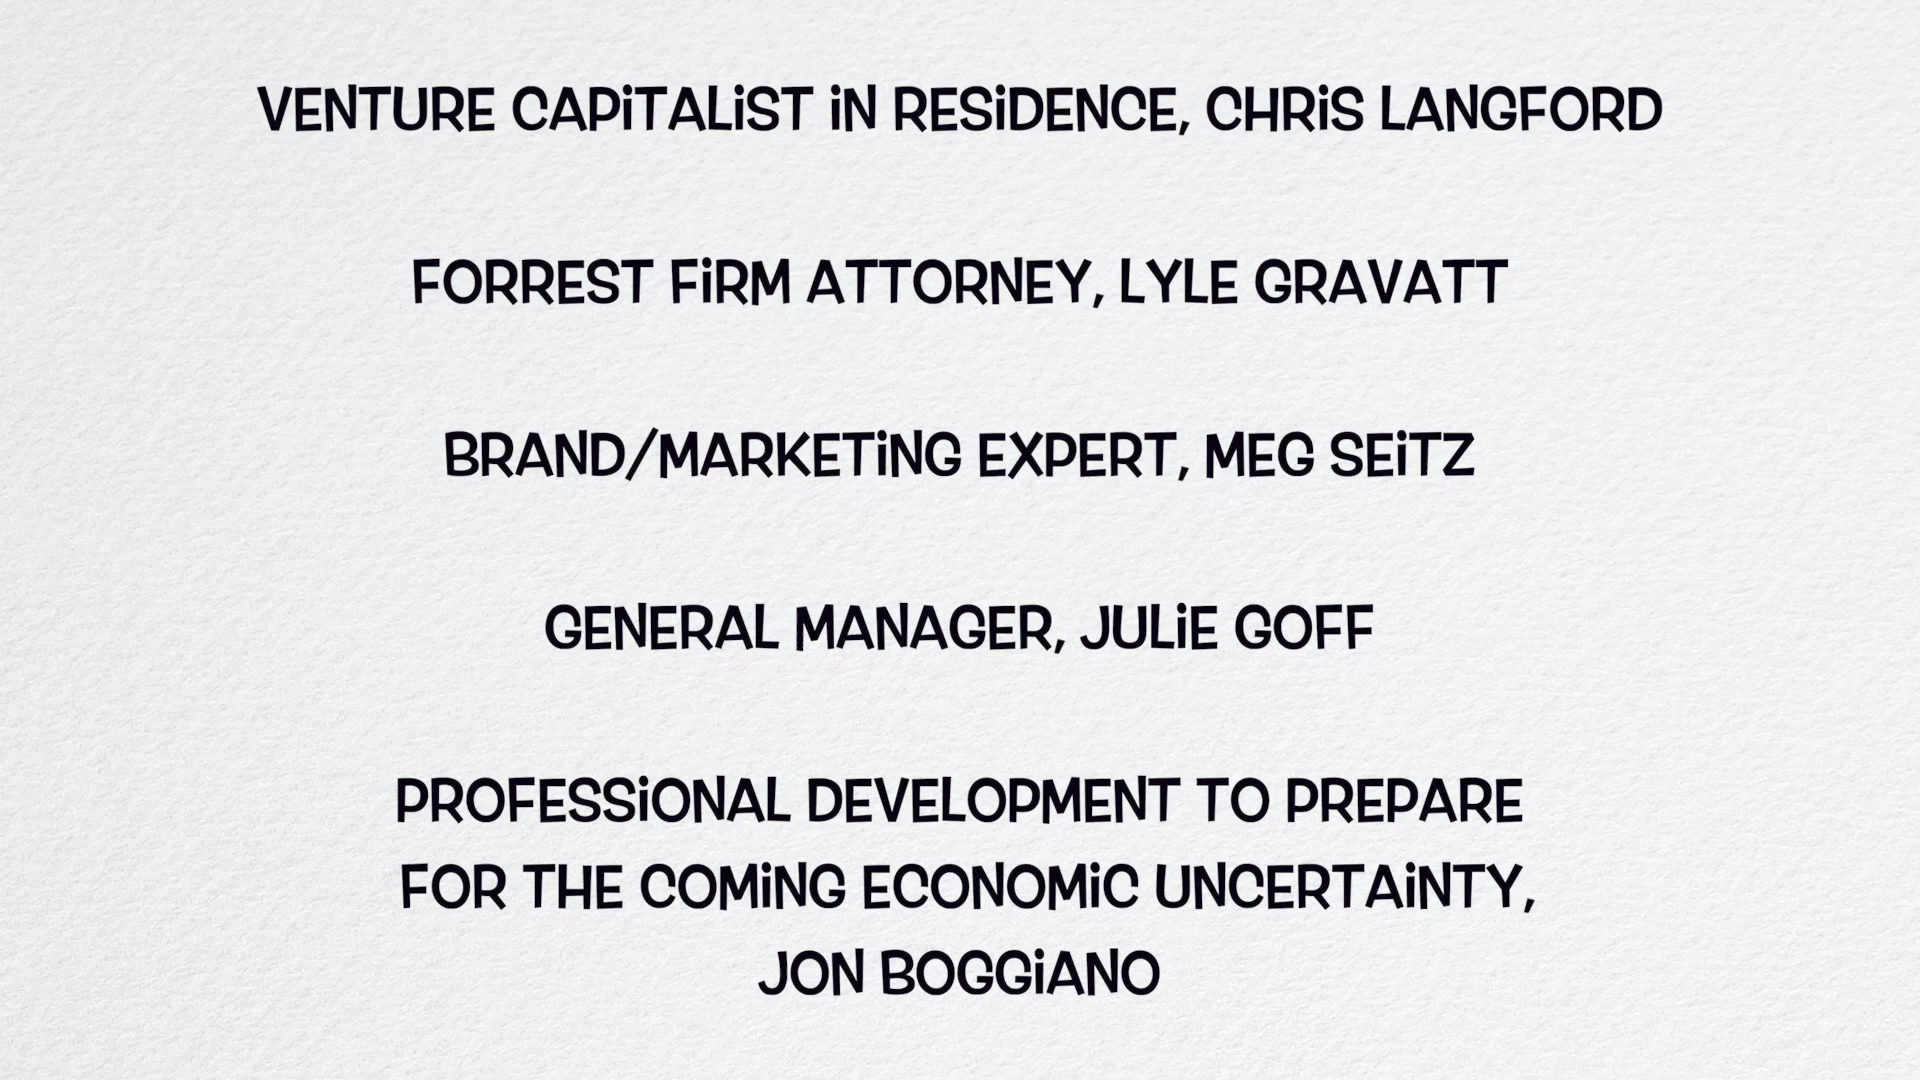 VENTURE CAPiTALiST iN RESiDENCE, CHRiS LANGFORD
FORREST FiRM ATTORNEY, LYLE GRAVATT
BRAND/MARKETiNG EXPERT, MEG SEiTZ
GENERAL MANAGER, JULiE GOFF
PROFESSiONAL DEVELOPMENT TO PREPARE
FOR THE COMiNG ECONOMiC UNCERTAiNTY,
JON BOGGiANO